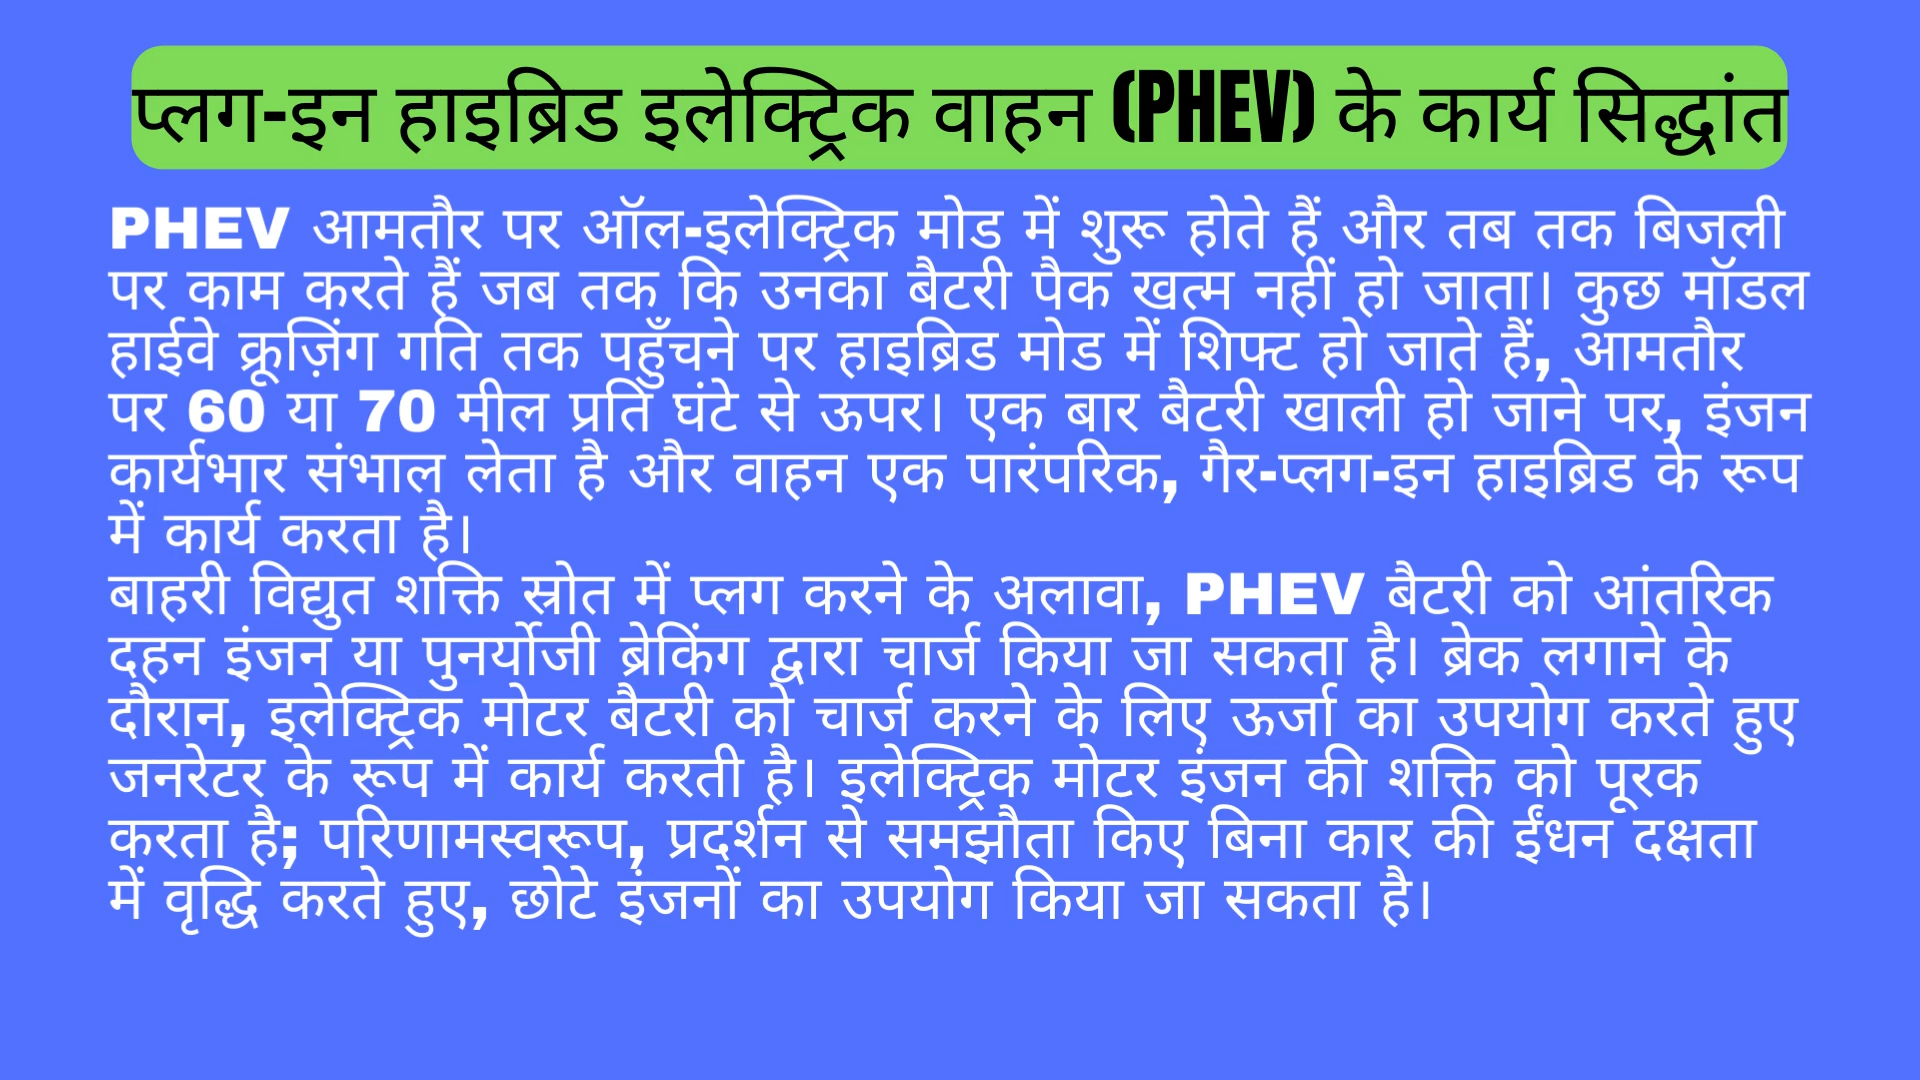 प्लग-इन हाइब्रिड इलेक्ट्रिक वाहन (PHEV) के कार्य सिद्धांत
PHEV आमतौर पर ऑल-इलेक्ट्रिक मोड में शुरू होते हैं और तब तक बिजली
पर काम करते हैं जब तक कि उनका बैटरी पैक खत्म नहीं हो जाता। कुछ मॉडल
हाईवे क्रूज़िंग गति तक पहुँचने पर हाइब्रिड मोड में शिफ्ट हो जाते हैं, आमतौर
पर 60 या 70 मील प्रति घंटे से ऊपर। एक बार बैटरी खाली हो जाने पर, इंजन
कार्यभार संभाल लेता है और वाहन एक पारंपरिक, गैर-प्लग-इन हाइब्रिड के रूप
में कार्य करता है।
बाहरी विद्युत शक्ति स्रोत में प्लग करने के अलावा, PHEV बैटरी को आंतरिक
दहन इंजन या पुनर्योजी ब्रेकिंग द्वारा चार्ज किया जा सकता है। ब्रेक लगाने के
दौरान, इलेक्ट्रिक मोटर बैटरी को चार्ज करने के लिए ऊर्जा का उपयोग करते हुए
जनरेटर के रूप में कार्य करती है। इलेक्ट्रिक मोटर इंजन की शक्ति को पूरक
करता है; परिणामस्वरूप, प्रदर्शन से समझौता किए बिना कार की ईंधन दक्षता
में वृद्धि करते हुए, छोटे इंजनों का उपयोग किया जा सकता है।